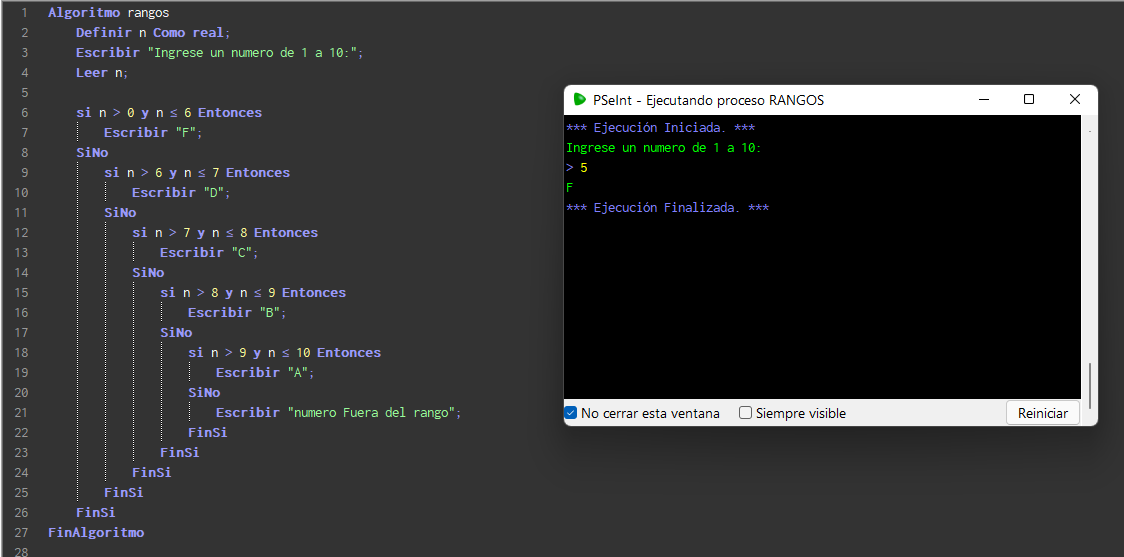 1 Algoritmo rangos
2 Definir n Como real;
3 Escribir "Ingrese un numero de 1 a 10:";
4 Leer n;
5
6 si n > 0 y n ≤ 6 Entonces
7 Escribir "F";
8 SiNo
9 si n > 6 y n ≤ 7 Entonces
10 Escribir "D";
11 SiNo
12 si n > 7 y n ≤ 8 Entonces
13 Escribir "C";
14 SiNo
15 si n > 8 y n ≤ 9 Entonces
16 Escribir "B";
17 SiNo
18 si n > 9 y n ≤ 10 Entonces
19 Escribir "A";
20 SiNo
21 Escribir "numero Fuera del rango";
22 FinSi
23 FinSi
24 FinSi
25 FinSi
26 FinSi
27 FinAlgoritmo
28
PSeInt - Ejecutando proceso RANGOS
*** Ejecución Iniciada. ***
Ingrese un numero de 1 a 10:
> 5
F
*** Ejecución Finalizada. ***
No cerrar esta ventana Siempre visible Reiniciar